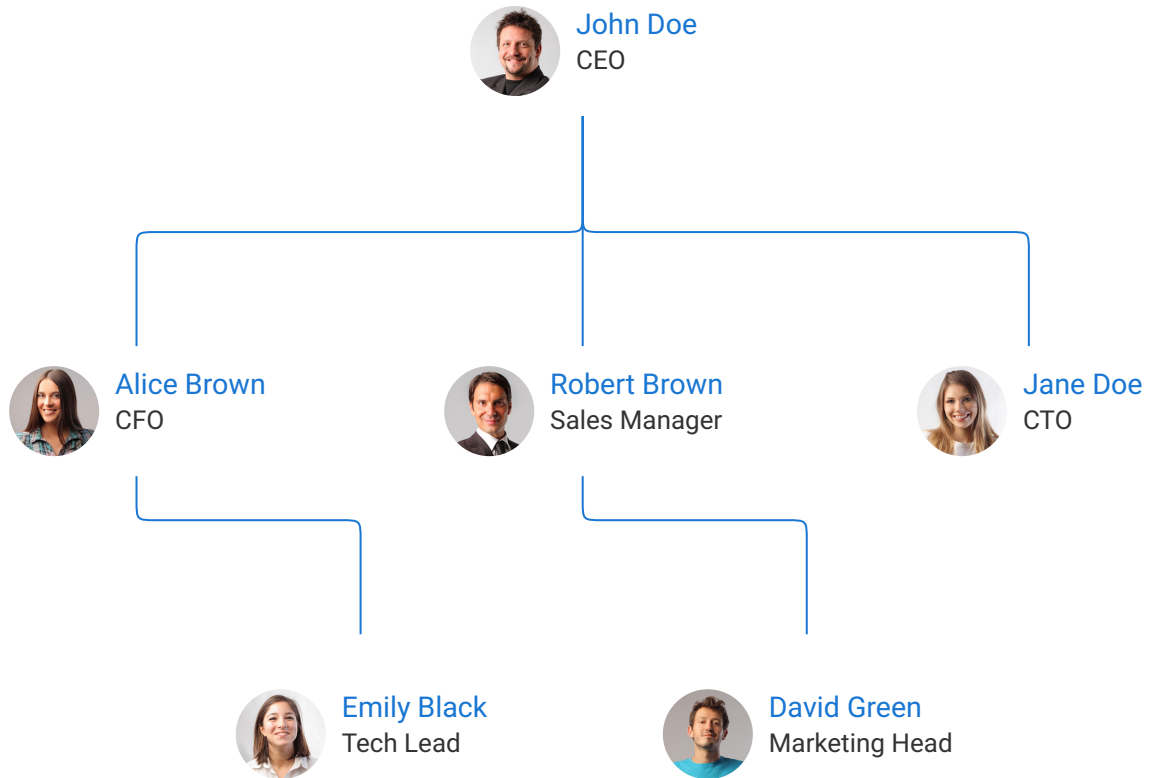 John Doe
CEO
Alice Brown
CFO
Robert Brown
Sales Manager
Jane Doe
CTO
Emily Black
Tech Lead
David Green
Marketing Head